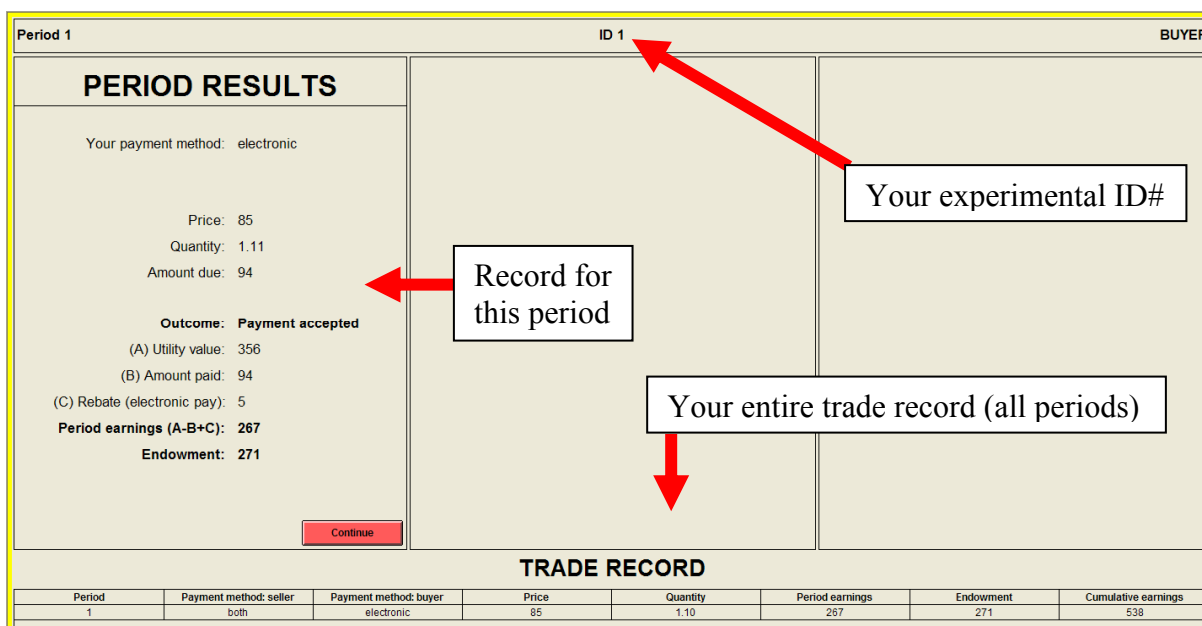 Period 1 ID 1 BUYER
PERIOD RESULTS
Your payment method: electronic
Your experimental ID#
Price: 85
Quantity: 1.11
Amount due: 94
Record for
this period
Outcome: Payment accepted
(A) Utility value: 356
(B) Amount paid: 94
(C) Rebate (electronic pay): 5
Your entire trade record (all periods)
Period earnings (A-B+C): 267
Endowment: 271
Continue
TRADE RECORD
Period Payment method: seller Payment method: buyer Price Quantity Period earnings Endowment Cumulative earnings
1 both electronic 85 1.10 267 271 538